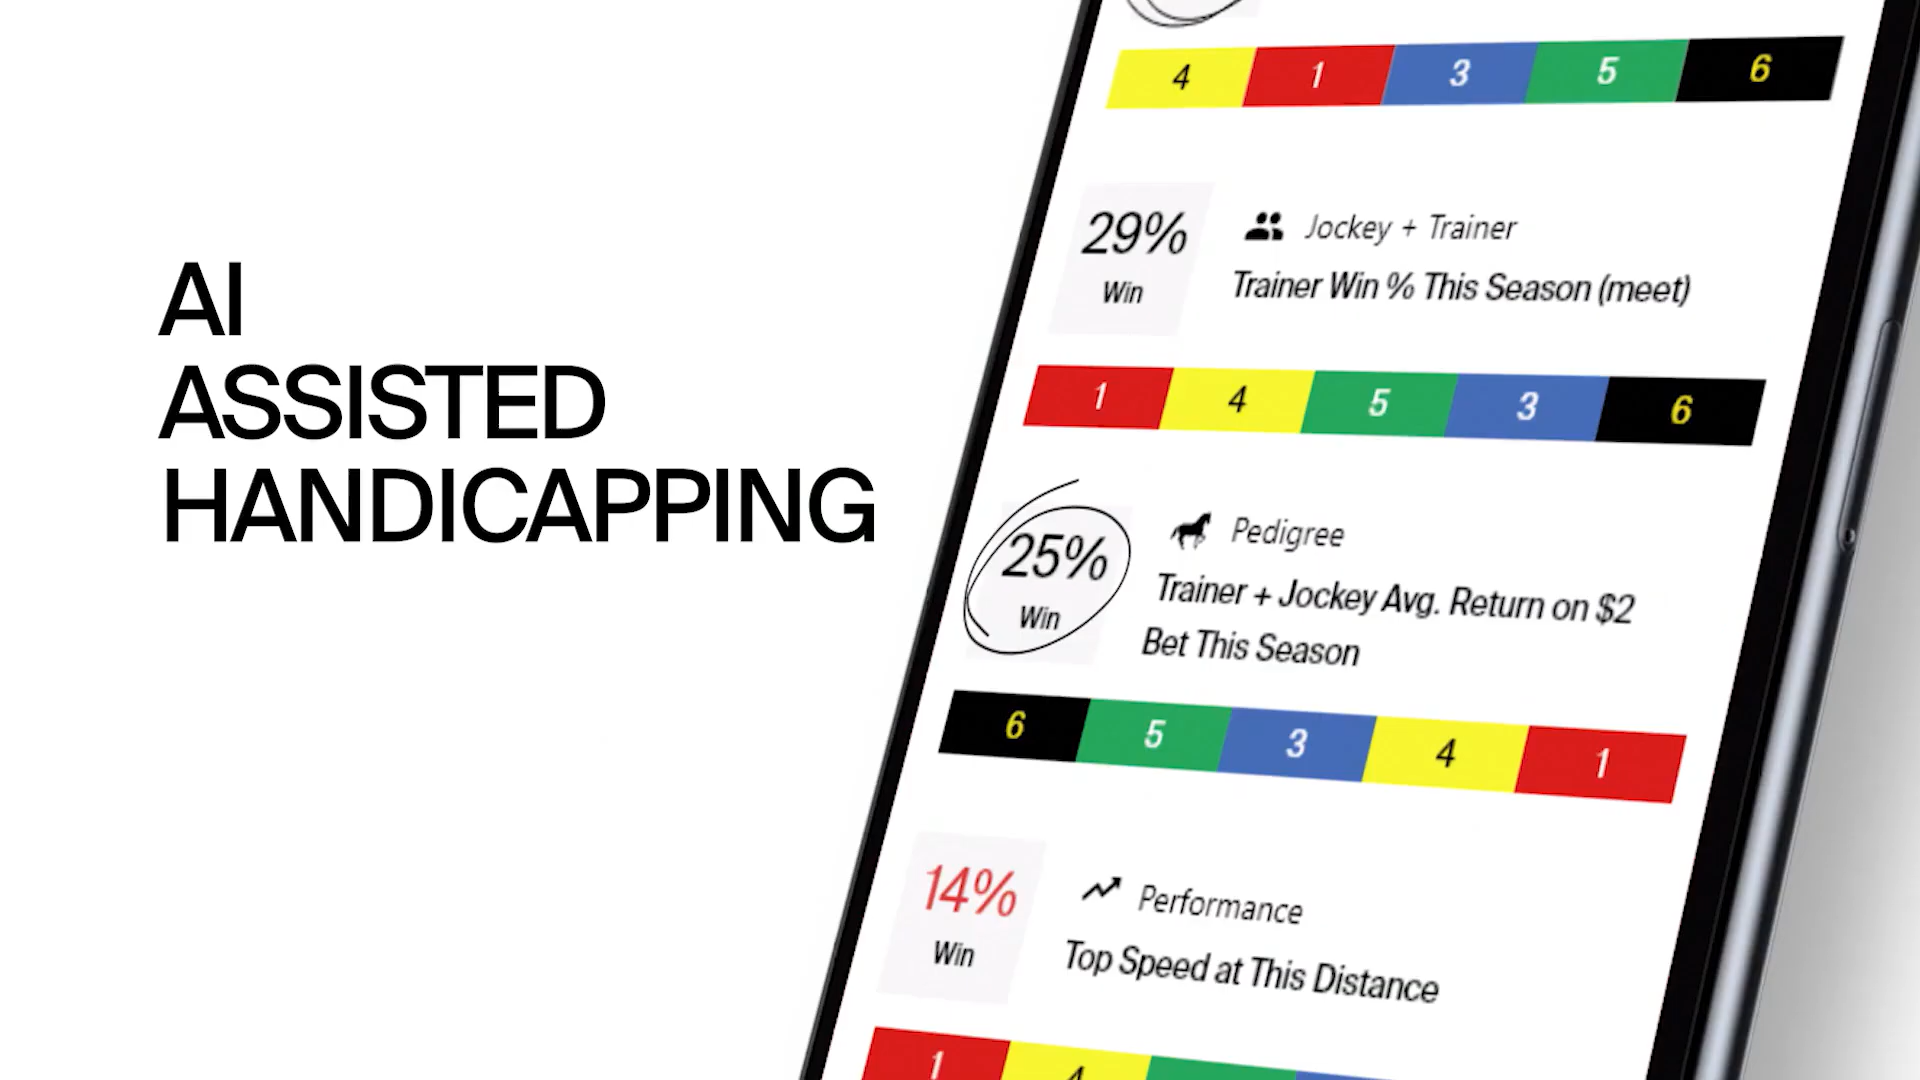 AI
ASSISTED
HANDICAPPING
4 1 3 5 6
29%
Win
Jockey + Trainer
Trainer Win % This Season (meet)
1 4 5 3 6
25%
Win
Pedigree
Trainer + Jockey Avg. Return on $2
Bet This Season
6 5 3 4 1
14%
Win
Performance
Top Speed at This Distance
1 4